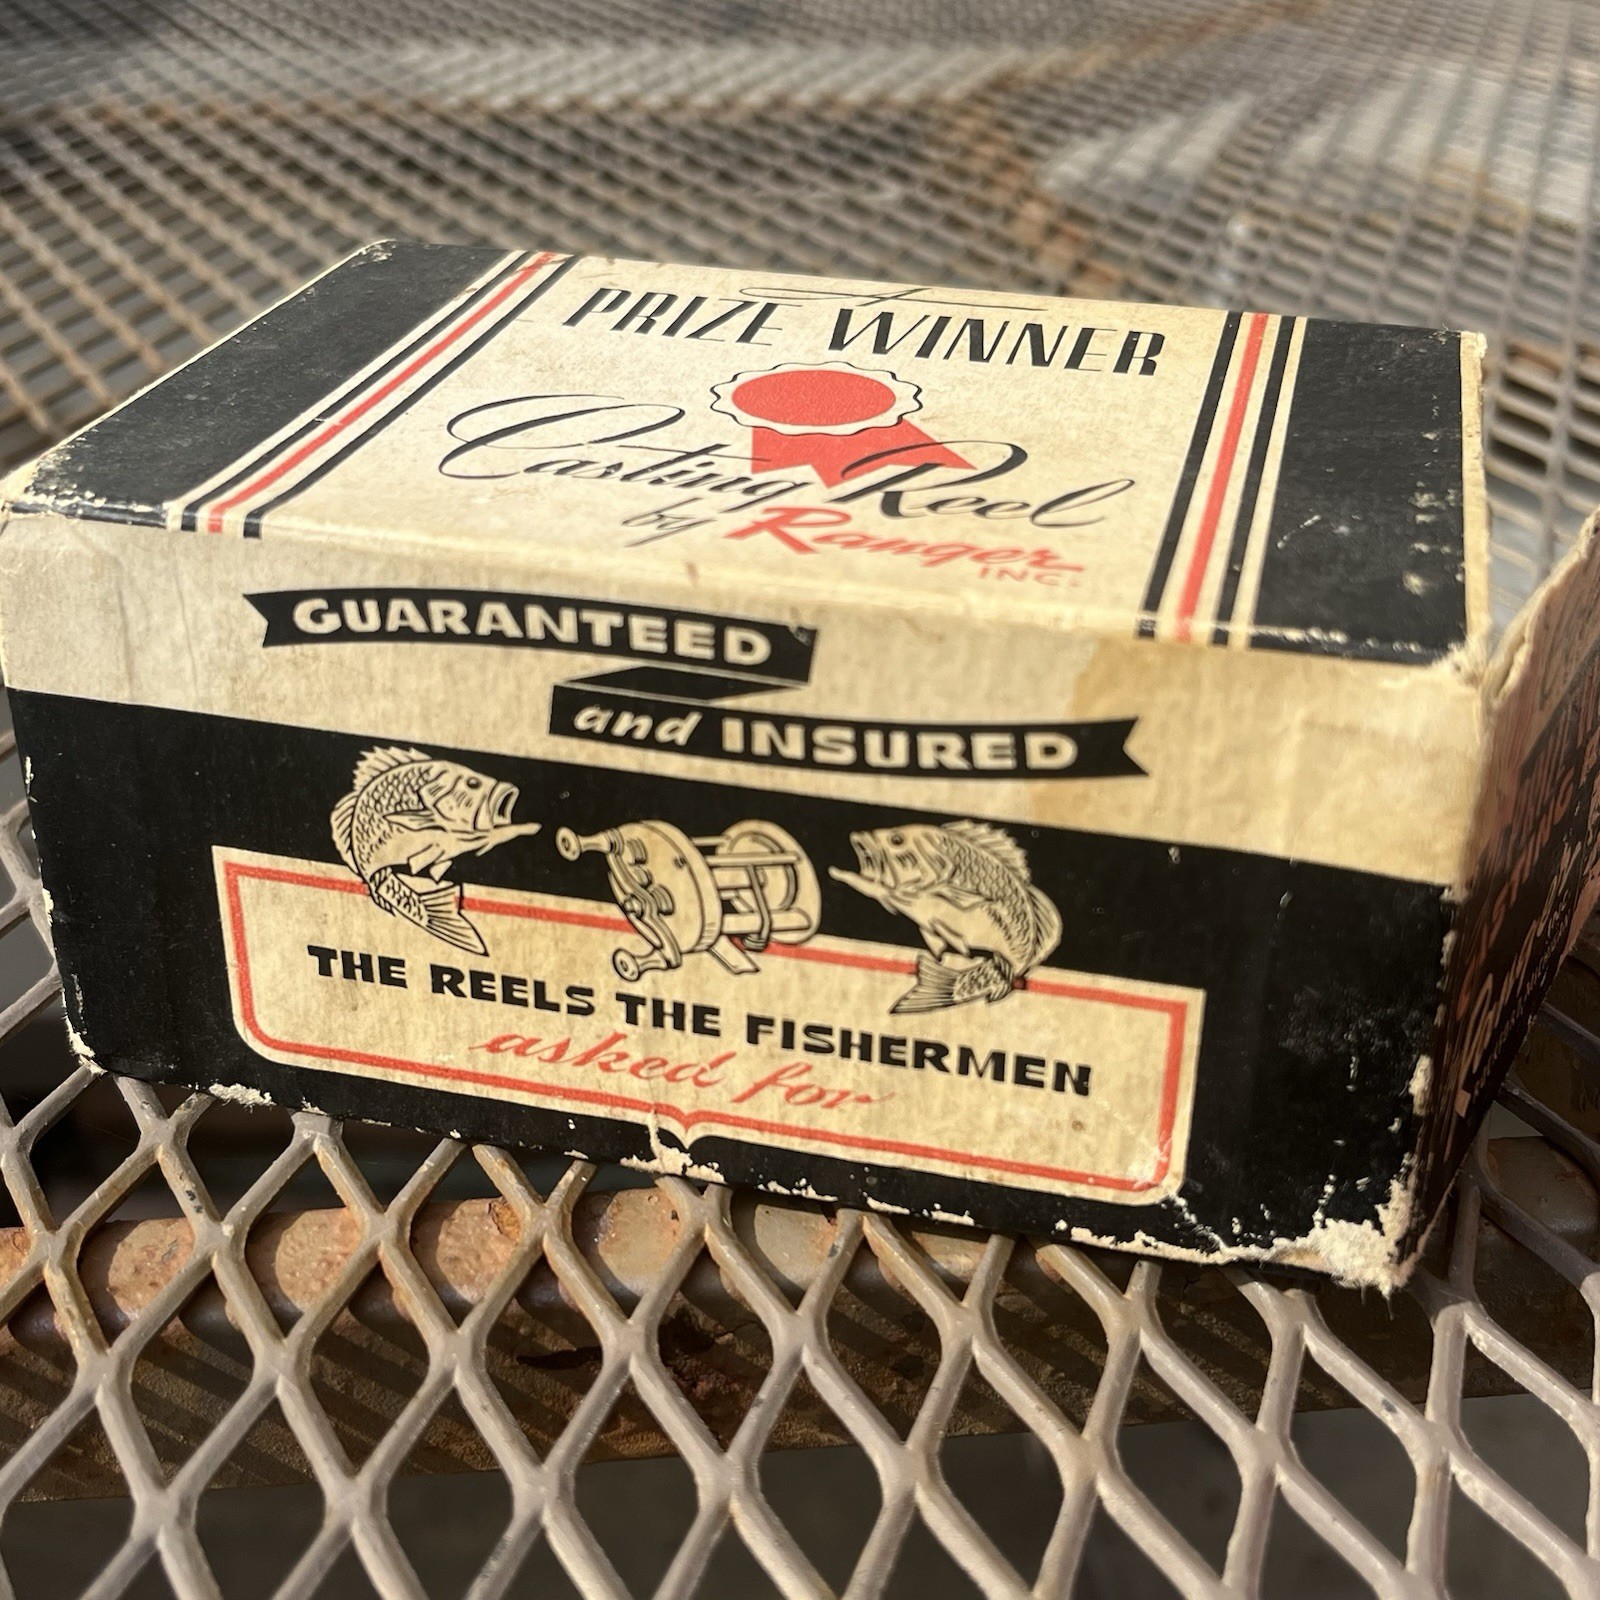 A
PRIZE WINNER
Casting Reel
by Ranger
INC.
GUARANTEED
and INSURED
THE REELS THE FISHERMEN
asked for